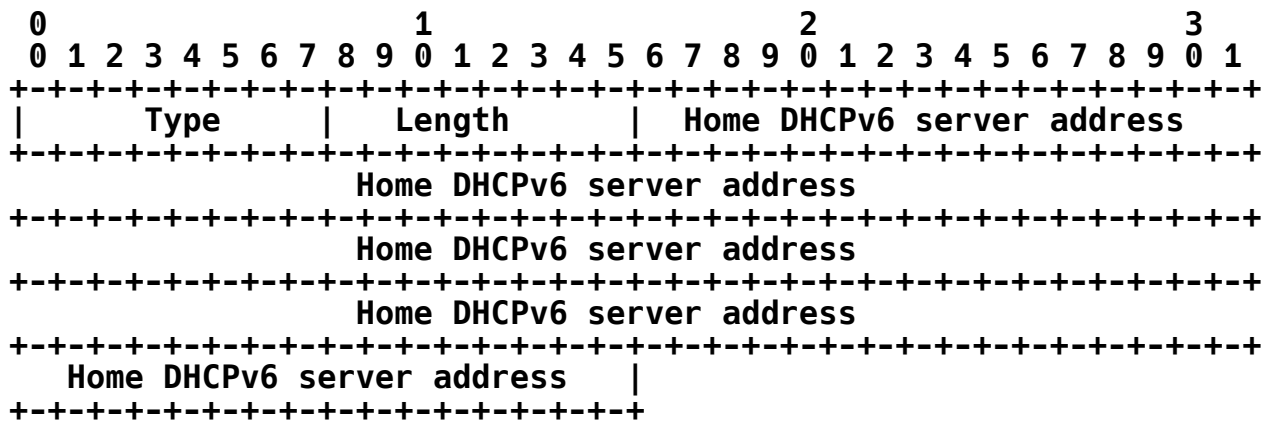 0                   1                   2                   3
 0 1 2 3 4 5 6 7 8 9 0 1 2 3 4 5 6 7 8 9 0 1 2 3 4 5 6 7 8 9 0 1
+-+-+-+-+-+-+-+-+-+-+-+-+-+-+-+-+-+-+-+-+-+-+-+-+-+-+-+-+-+-+-+-+
|      Type     |   Length      |  Home DHCPv6 server address
+-+-+-+-+-+-+-+-+-+-+-+-+-+-+-+-+-+-+-+-+-+-+-+-+-+-+-+-+-+-+-+-+
                  Home DHCPv6 server address
+-+-+-+-+-+-+-+-+-+-+-+-+-+-+-+-+-+-+-+-+-+-+-+-+-+-+-+-+-+-+-+-+
                  Home DHCPv6 server address
+-+-+-+-+-+-+-+-+-+-+-+-+-+-+-+-+-+-+-+-+-+-+-+-+-+-+-+-+-+-+-+-+
                  Home DHCPv6 server address
+-+-+-+-+-+-+-+-+-+-+-+-+-+-+-+-+-+-+-+-+-+-+-+-+-+-+-+-+-+-+-+-+
   Home DHCPv6 server address   |
+-+-+-+-+-+-+-+-+-+-+-+-+-+-+-+-+